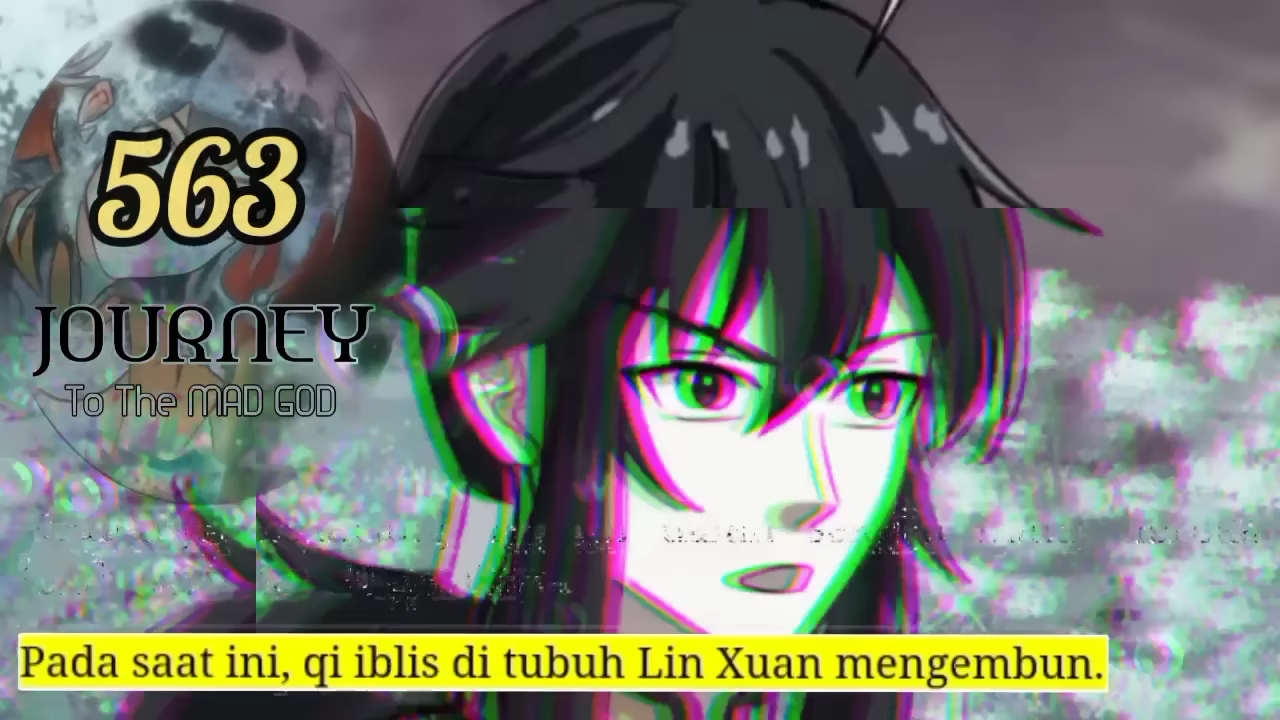 563
JOURNEY
To The MAD GOD
Pada saat ini, qi iblis di tubuh Lin Xuan mengembun.